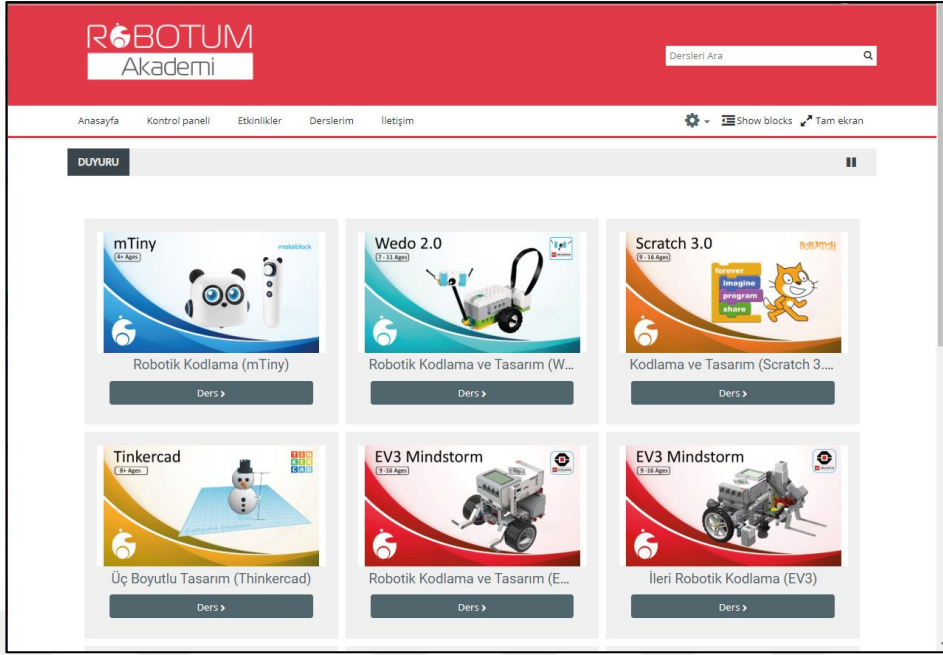 ROBOTUM
Akademi
Dersleri Ara
Anasayfa Kontrol paneli Etkinlikler Derslerim İletişim Show blocks Tam ekran
DUYURU
mTiny
4+ Ages
makeblock
Robotik Kodlama (mTiny)
Ders
Wedo 2.0
7 - 11 Ages
Robotik Kodlama ve Tasarım (W...
Ders
Scratch 3.0
9 - 16 Ages
SCRATCH
forever
imagine
program
share
Kodlama ve Tasarım (Scratch 3....
Ders
Tinkercad
8+ Ages
TIN
KER
CAD
Üç Boyutlu Tasarım (Thinkercad)
Ders
EV3 Mindstorm
9 -16 Ages
Robotik Kodlama ve Tasarım (E...
Ders
EV3 Mindstorm
9 -16 Ages
İleri Robotik Kodlama (EV3)
Ders